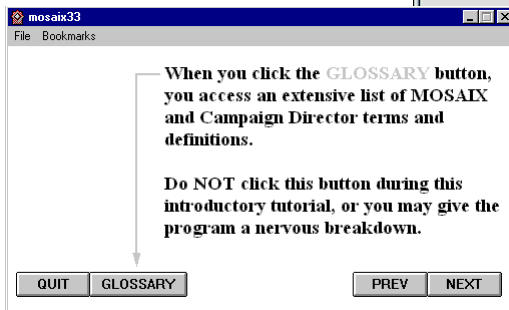 mosaix33
File Bookmarks
When you click the GLOSSARY button,
you access an extensive list of MOSAIX
and Campaign Director terms and
definitions.
Do NOT click this button during this
introductory tutorial, or you may give the
program a nervous breakdown.
QUIT GLOSSARY PREV NEXT